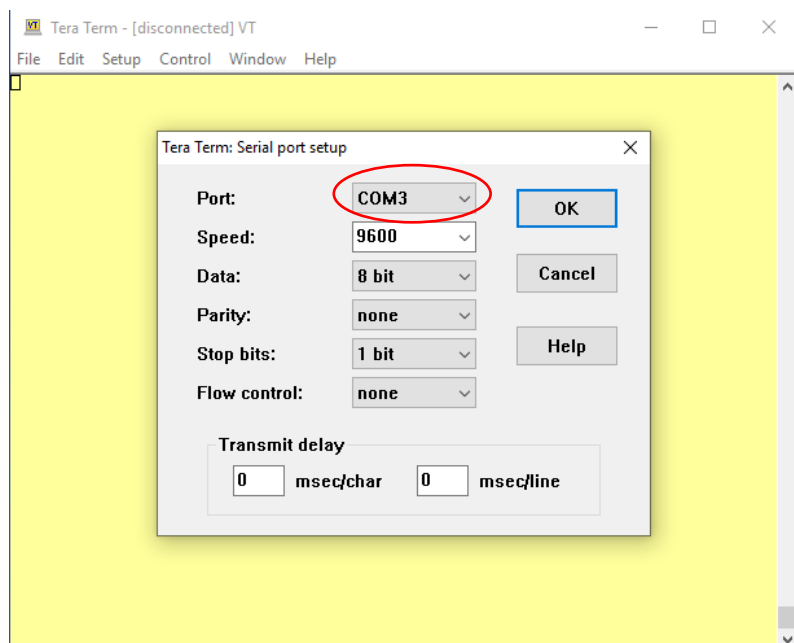 VT Tera Term - [disconnected] VT
File Edit Setup Control Window Help
Tera Term: Serial port setup
Port: COM3 OK
Speed: 9600
Data: 8 bit Cancel
Parity: none
Stop bits: 1 bit Help
Flow control: none
Transmit delay
0 msec/char 0 msec/line